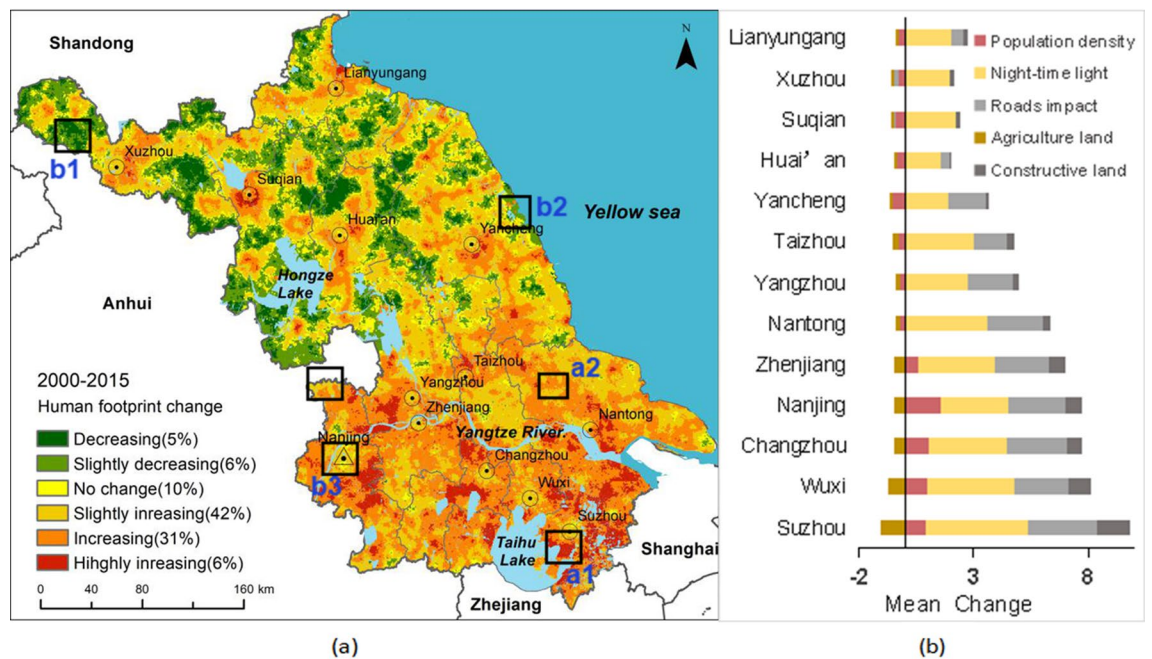 Shandong
N
Lianyungang
Xuzhou
b1
Suqian
b2
Yellow sea
Huai'an
Yancheng
Hongze
Lake
Anhui
2000-2015
Human footprint change
Decreasing(5%)
Slightly decreasing(6%)
No change(10%)
Slightly inreasing(42%)
Increasing(31%)
Hihghly inreasing(6%)
0 40 80 160 km
Taizhou
a2
Yangzhou
Zhenjiang
Nantong
Yangtze River.
Nanjing
Changzhou
b3
Wuxi
Suzhou
Taihu
Lake
Shanghai
a1
Zhejiang
(a)
Lianyungang
Xuzhou
Suqian
Huai’ an
Yancheng
Taizhou
Yangzhou
Nantong
Zhenjiang
Nanjing
Changzhou
Wuxi
Suzhou
Population density
Night-time light
Roads impact
Agriculture land
Constructive land
-2 3 8
Mean Change
(b)